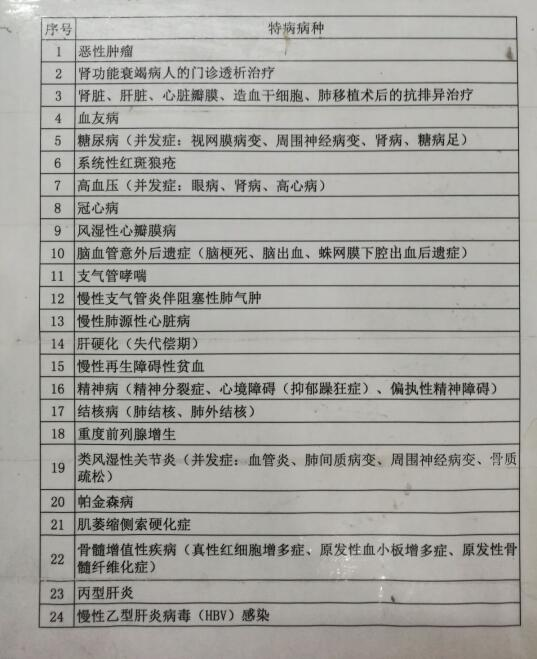 序号 特病病种
1 恶性肿瘤
2 肾功能衰竭病人的门诊透析治疗
3 肾脏、肝脏、心脏瓣膜、造血干细胞、肺移植术后的抗排异治疗
4 血友病
5 糖尿病（并发症：视网膜病变、周围神经病变、肾病、糖病足）
6 系统性红斑狼疮
7 高血压（并发症：眼病、肾病、高心病）
8 冠心病
9 风湿性心瓣膜病
10 脑血管意外后遗症（脑梗死、脑出血、蛛网膜下腔出血后遗症）
11 支气管哮喘
12 慢性支气管炎伴阻塞性肺气肿
13 慢性肺源性心脏病
14 肝硬化（失代偿期）
15 慢性再生障碍性贫血
16 精神病（精神分裂症、心境障碍（抑郁躁狂症）、偏执性精神障碍）
17 结核病（肺结核、肺外结核）
18 重度前列腺增生
19 类风湿性关节炎（并发症：血管炎、肺间质病变、周围神经病变、骨质
疏松）
20 帕金森病
21 肌萎缩侧索硬化症
22 骨髓增值性疾病（真性红细胞增多症、原发性血小板增多症、原发性骨
髓纤维化症）
23 丙型肝炎
24 慢性乙型肝炎病毒（HBV）感染